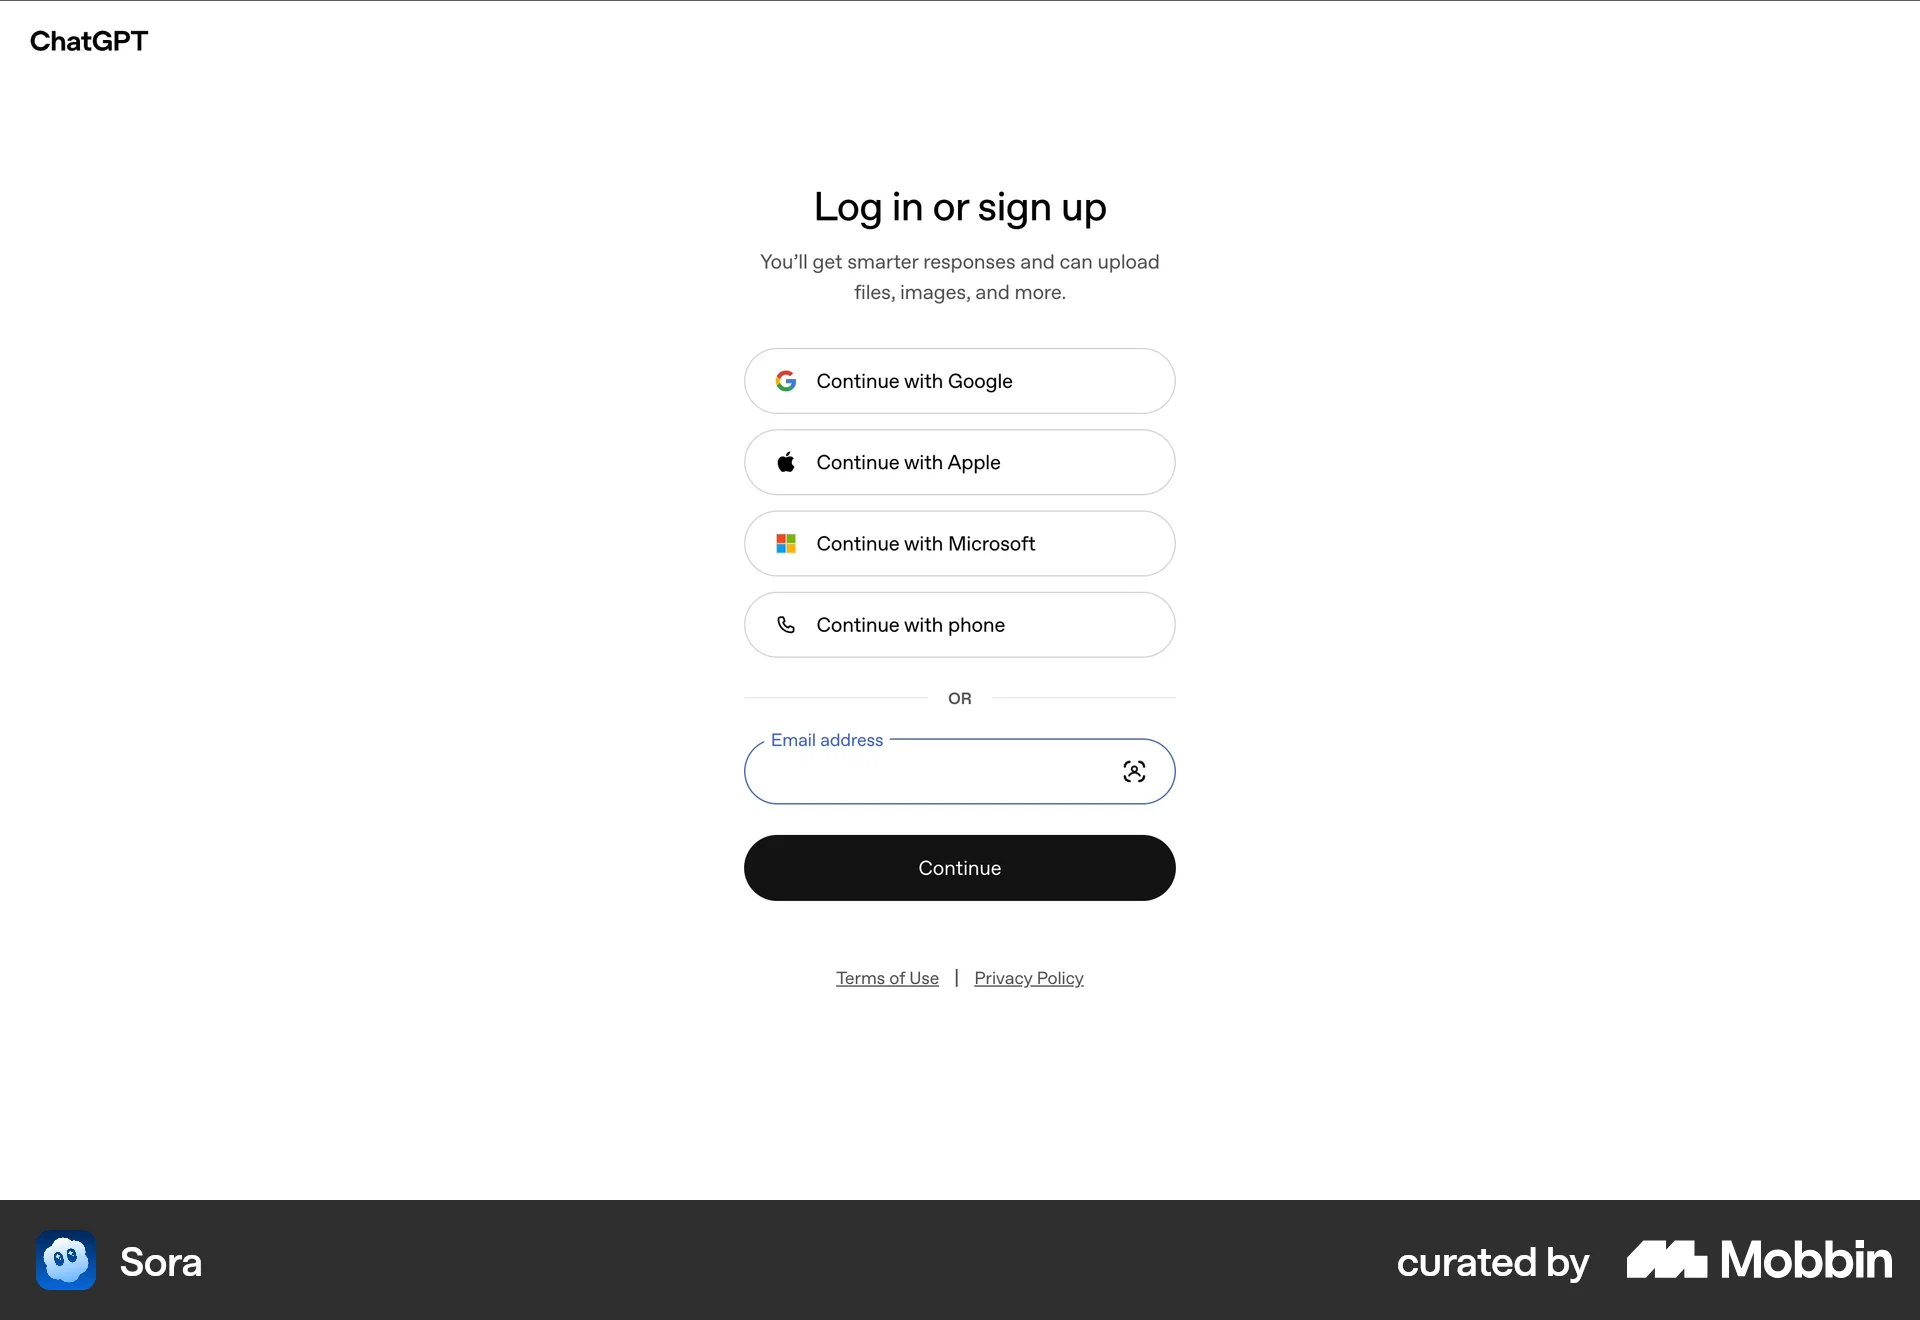 ChatGPT
Log in or sign up
You’ll get smarter responses and can upload
files, images, and more.
Continue with Google
Continue with Apple
Continue with Microsoft
Continue with phone
OR
Email address
Continue
Terms of Use | Privacy Policy
Sora
curated by Mobbin